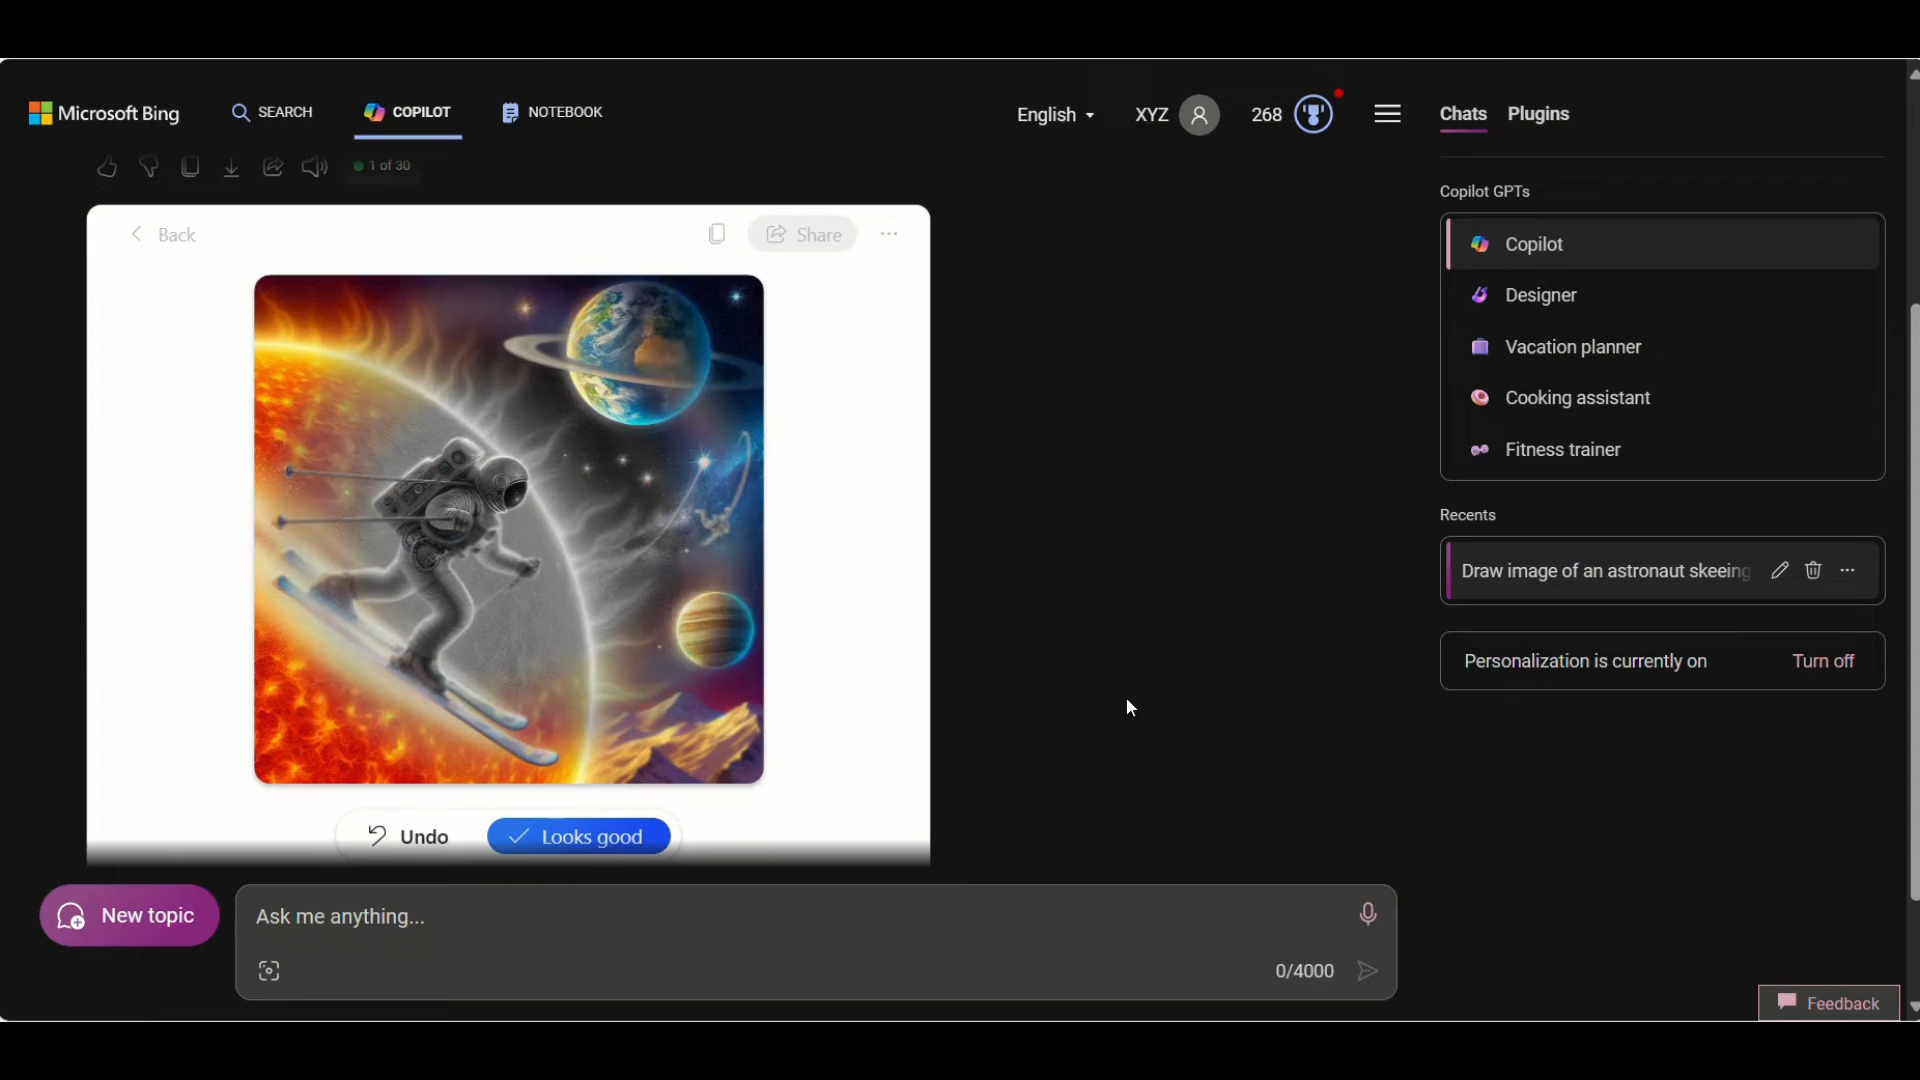 Microsoft Bing
SEARCH
COPILOT
NOTEBOOK
English
XYZ
268
Chats
Plugins
1 of 30
Back
Share
Undo
Looks good
New topic
Ask me anything...
0/4000
Copilot GPTs
Copilot
Designer
Vacation planner
Cooking assistant
Fitness trainer
Recents
Draw image of an astronaut skeeing
Personalization is currently on
Turn off
Feedback